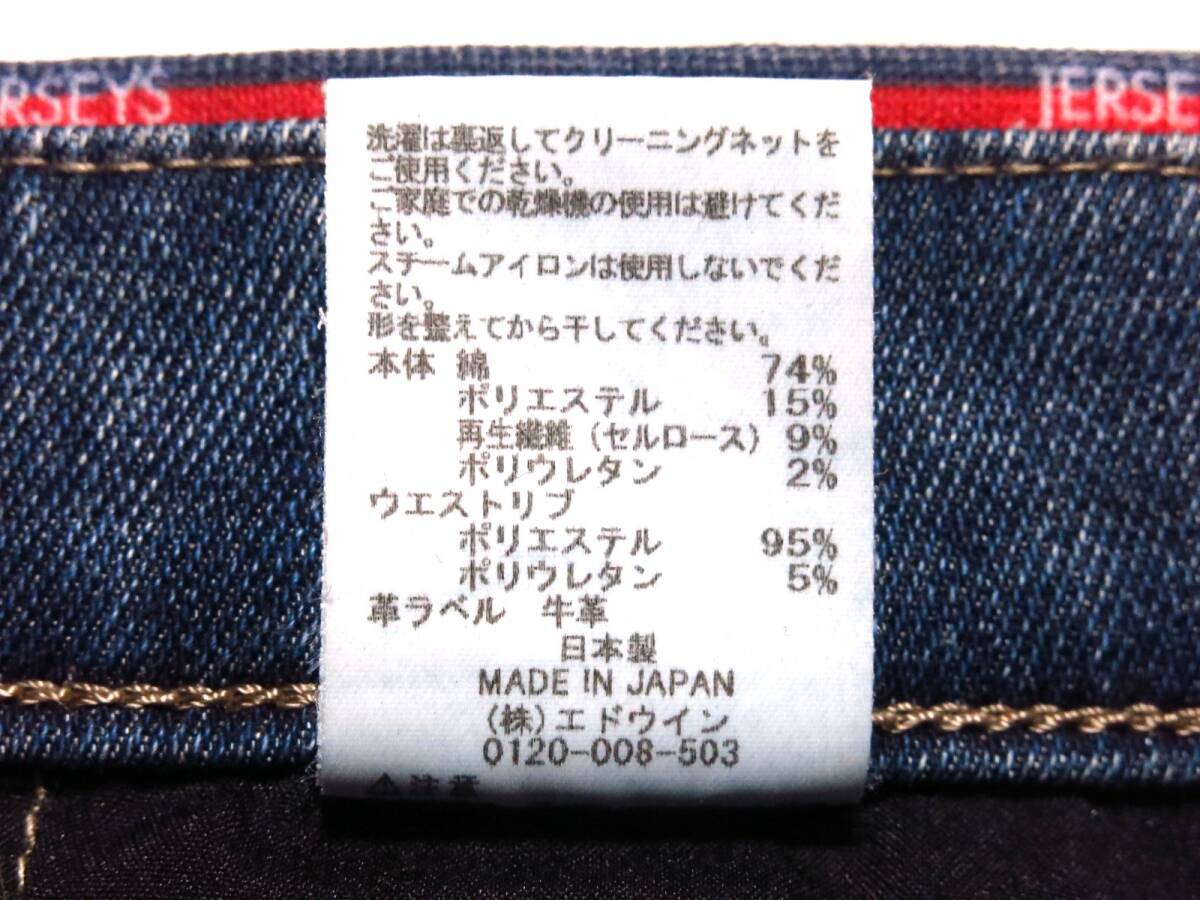 RSEYS
JERSE
洗濯は裏返してクリーニングネットを
ご使用ください。
ご家庭での乾燥機の使用は避けてくだ
さい。
スチームアイロンは使用しないでくだ
さい。
形を整えてから干してください。
本体 綿 74%
ポリエステル 15%
再生繊維（セルロース） 9%
ポリウレタン 2%
ウエストリブ
ポリエステル 95%
ポリウレタン 5%
革ラベル 牛革
日本製
MADE IN JAPAN
（株）エドウイン
0120-008-503
⚠注意